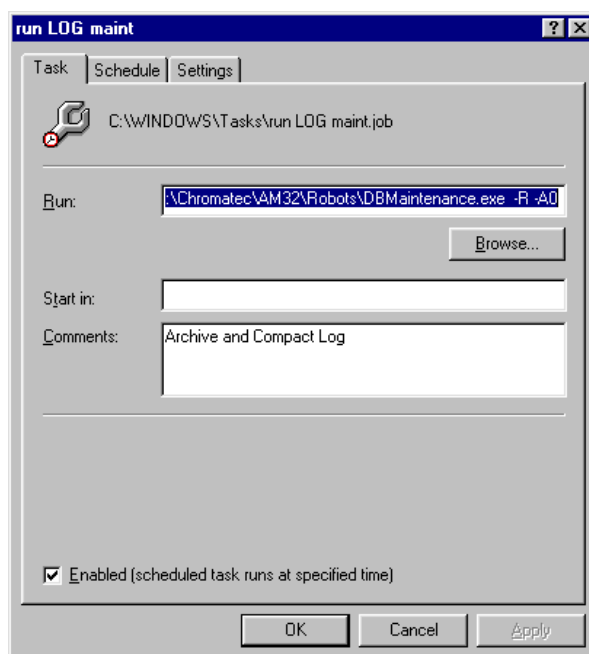 run LOG maint
Task Schedule Settings
C:\WINDOWS\Tasks\run LOG maint.job
Run: :\Chromatec\AM32\Robots\DBMaintenance.exe -R -A0
Browse...
Start in:
Comments: Archive and Compact Log
Enabled (scheduled task runs at specified time)
OK Cancel Apply